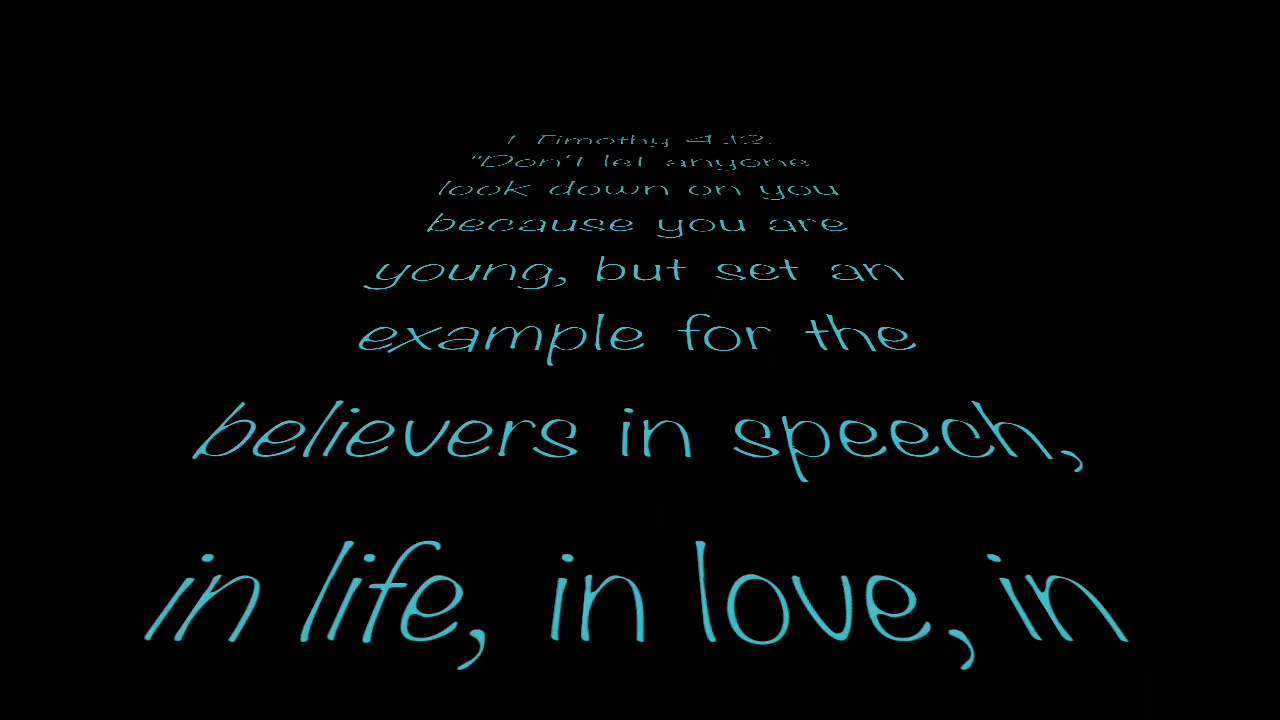 1 Timothy 4:12.
"Don't let anyone
look down on you
because you are
young, but set an
example for the
believers in speech,
in life, in love, in